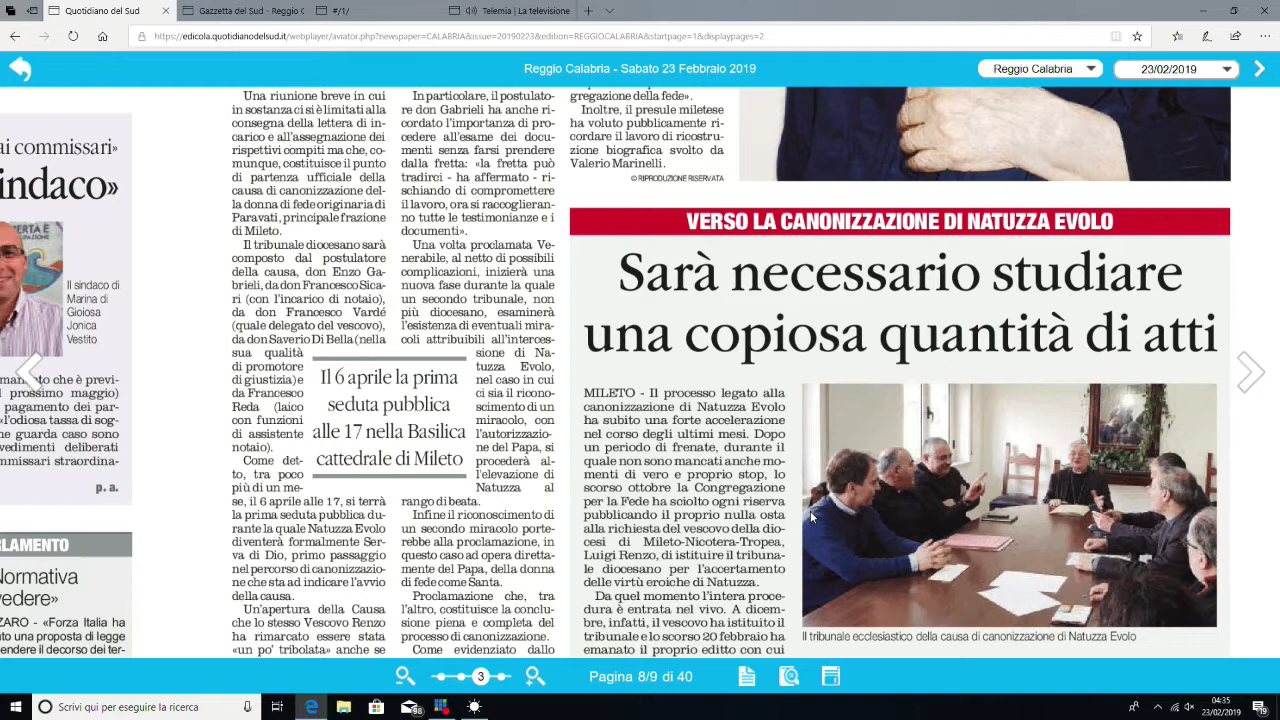 Quotidiano del Sud
Gazzetta del Sud
Reggio C
#1/
Reggio C
Telemia | La
Il Quotidiano del S
https://edicola.quotidianodelsud.it/webplayer/aviator.php?newspaper=CALABRIA&issue=20190223&edition=REGGIOCALABRIA&startpage=1&displaypages=2
Reggio Calabria - Sabato 23 Febbraio 2019
Reggio Calabria
23/02/2019
ai commissari»
indaco»
Il sindaco di
Marina di
Gioiosa
Jonica
Vestito
che è previ-
prossimo maggio)
pagamento dei par-
«l'odiosa tassa di sog-
he guarda caso sono
vedimenti deliberati
mmissari straordina-
p. a.
RLAMENTO
Normativa
vedere»
ZARO - «Forza Italia ha
nto una proposta di legge
endere il decorso dei ter-
Una riunione breve in cui
in sostanza ci si è limitati alla
consegna della lettera di in-
carico e all'assegnazione dei
rispettivi compiti ma che, co-
munque, costituisce il punto
di partenza ufficiale della
causa di canonizzazione del-
la donna di fede originaria di
Paravati, principale frazione
di Mileto.
Il tribunale diocesano sarà
composto dal postulatore
della causa, don Enzo Ga-
brieli, da don Francesco Sica-
ri (con l'incarico di notaio),
da don Francesco Vardé
(quale delegato del vescovo),
da don Saverio Di Bella (nella
sua qualità
di promotore
di giustizia) e
da Francesco
Reda (laico
con funzioni
di assistente
notaio).
Come det-
to, tra poco
più di un me-
se, il 6 aprile alle 17, si terrà
la prima seduta pubblica du-
rante la quale Natuzza Evolo
diventerà formalmente Ser-
va di Dio, primo passaggio
nel percorso di canonizzazio-
ne che sta ad indicare l'avvio
della causa.
Un'apertura della Causa
che lo stesso Vescovo Renzo
ha rimarcato essere stata
«un po' tribolata» anche se
Il 6 aprile la prima
seduta pubblica
alle 17 nella Basilica
cattedrale di Mileto
In particolare, il postulato-
re don Gabrieli ha anche ri-
cordato l'importanza di pro-
cedere all'esame dei docu-
menti senza farsi prendere
dalla fretta: «la fretta può
tradirci - ha affermato - ri-
schiando di compromettere
il lavoro, ora si raccoglieran-
no tutte le testimonianze e i
documenti».
Una volta proclamata Ve-
nerabile, al netto di possibili
complicazioni, inizierà una
nuova fase durante la quale
un secondo tribunale, non
più diocesano, esaminerà
l'esistenza di eventuali mira-
coli attribuibili all'interces-
sione di Na-
tuzza Evolo,
nel caso in cui
ci sia il ricono-
scimento di un
miracolo, con
l'autorizzazio-
ne del Papa, si
procederà al-
l'elevazione di
Natuzza al
rango di beata.
Infine il riconoscimento di
un secondo miracolo porte-
rebbe alla proclamazione, in
questo caso ad opera diretta-
mente del Papa, della donna
di fede come Santa.
Proclamazione che, tra
l'altro, costituisce la conclu-
sione piena e completa del
processo di canonizzazione.
Come evidenziato dallo
gregazione della fede».
Inoltre, il presule miletese
ha voluto pubblicamente ri-
cordare il lavoro di ricostru-
zione biografica svolto da
Valerio Marinelli.
© RIPRODUZIONE RISERVATA
VERSO LA CANONIZZAZIONE DI NATUZZA EVOLO
Sarà necessario studiare
una copiosa quantità di atti
MILETO - Il processo legato alla
canonizzazione di Natuzza Evolo
ha subito una forte accelerazione
nel corso degli ultimi mesi. Dopo
un periodo di frenate, durante il
quale non sono mancati anche mo-
menti di vero e proprio stop, lo
scorso ottobre la Congregazione
per la Fede ha sciolto ogni riserva
pubblicando il proprio nulla osta
alla richiesta del vescovo della dio-
cesi di Mileto-Nicotera-Tropea,
Luigi Renzo, di istituire il tribuna-
le diocesano per l'accertamento
delle virtù eroiche di Natuzza.
Da quel momento l'intera proce-
dura è entrata nel vivo. A dicem-
bre, infatti, il vescovo ha istituito il
tribunale e lo scorso 20 febbraio ha
emanato il proprio editto con cui
Il tribunale ecclesiastico della causa di canonizzazione di Natuzza Evolo
3
Pagina 8/9 di 40
Scrivi qui per eseguire la ricerca
98
04:35
23/02/2019
19